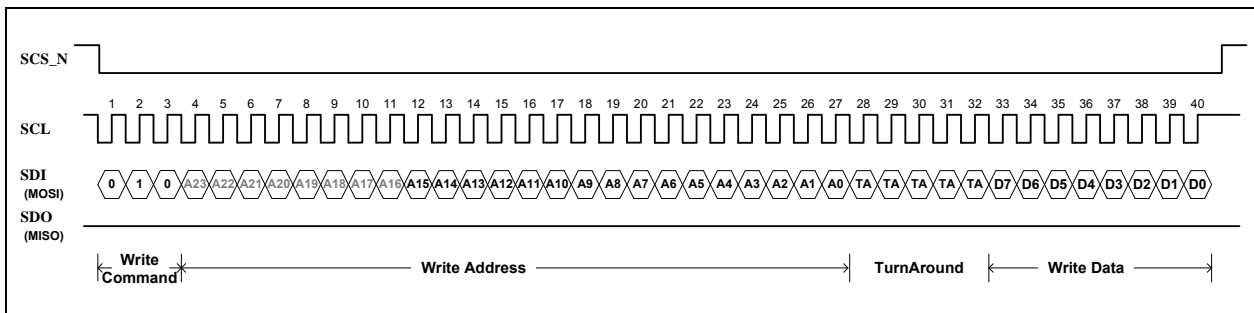 SCS_N
1 2 3 4 5 6 7 8 9 10 11 12 13 14 15 16 17 18 19 20 21 22 23 24 25 26 27 28 29 30 31 32 33 34 35 36 37 38 39 40
SCL
SDI
(MOSI)
0 1 0 A23 A22 A21 A20 A19 A18 A17 A16 A15 A14 A13 A12 A11 A10 A9 A8 A7 A6 A5 A4 A3 A2 A1 A0 TA TA TA TA TA D7 D6 D5 D4 D3 D2 D1 D0
SDO
(MISO)
Write
Command
Write Address
TurnAround
Write Data